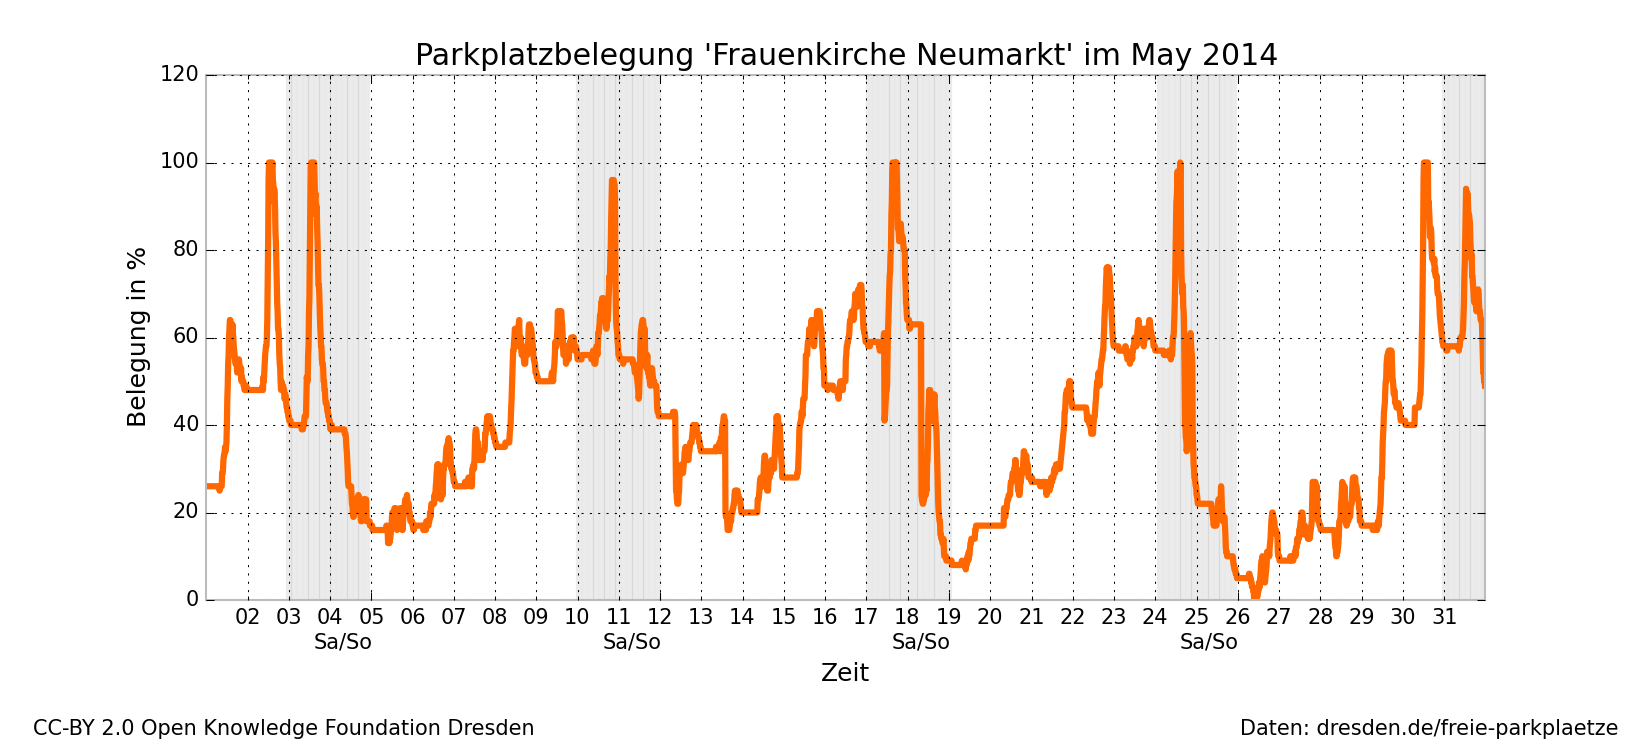 Parkplatzbelegung 'Frauenkirche Neumarkt' im May 2014
120
100
80
60
40
20
0
Belegung in %
02 03 04 05 06 07 08 09 10 11 12 13 14 15 16 17 18 19 20 21 22 23 24 25 26 27 28 29 30 31
Sa/So Sa/So Sa/So Sa/So
Zeit
CC-BY 2.0 Open Knowledge Foundation Dresden
Daten: dresden.de/freie-parkplaetze